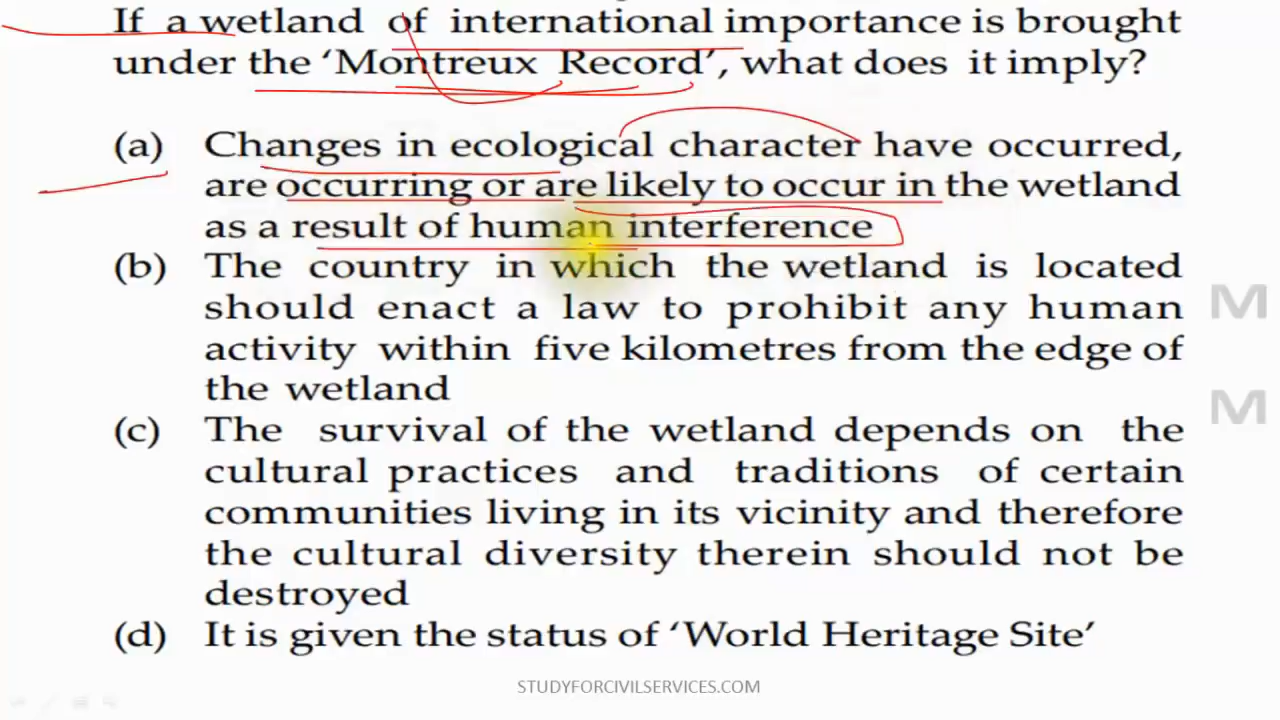 If a wetland of international importance is brought
under the ‘Montreux Record’, what does it imply?
(a) Changes in ecological character have occurred,
are occurring or are likely to occur in the wetland
as a result of human interference
(b) The country in which the wetland is located
should enact a law to prohibit any human
activity within five kilometres from the edge of
the wetland
(c) The survival of the wetland depends on the
cultural practices and traditions of certain
communities living in its vicinity and therefore
the cultural diversity therein should not be
destroyed
(d) It is given the status of ‘World Heritage Site’
M
M
STUDYFORCIVILSERVICES.COM